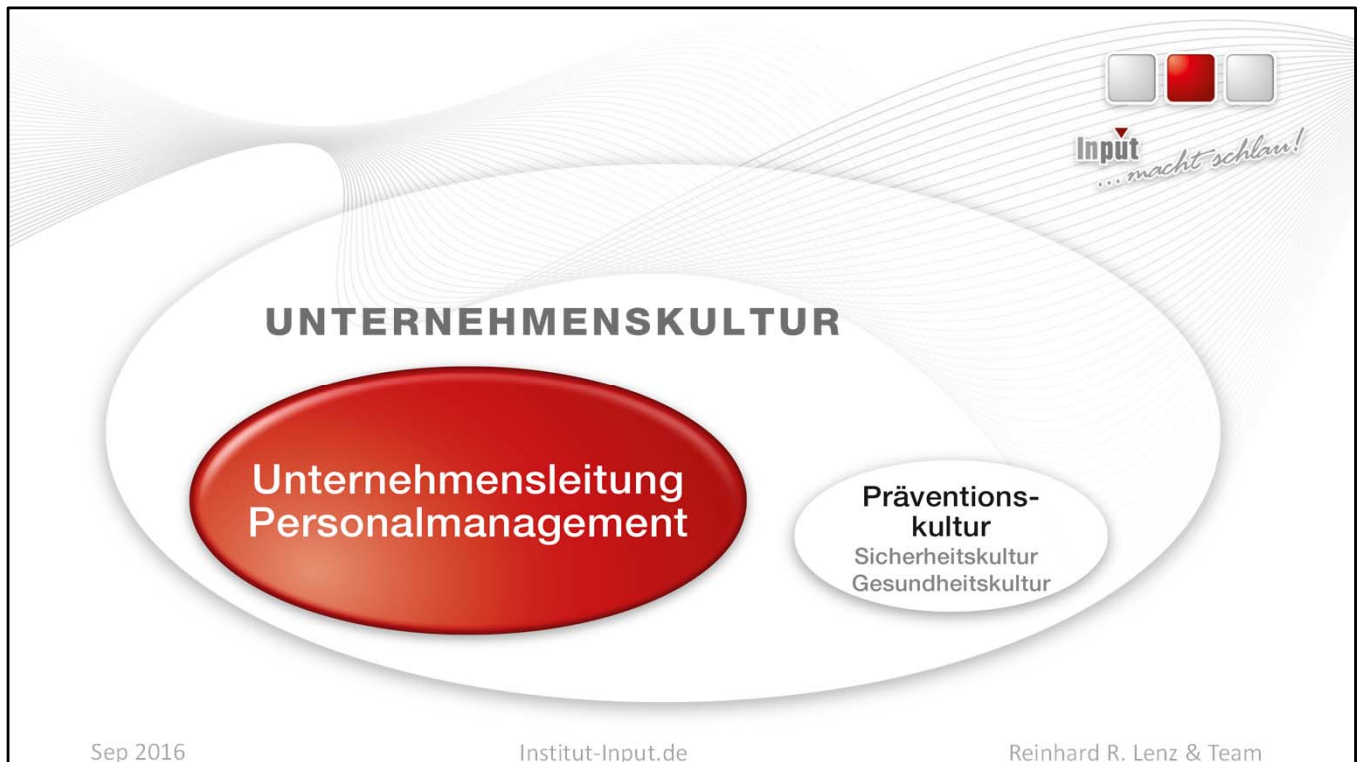 Input
...macht schlau!
UNTERNEHMENSKULTUR
Unternehmensleitung
Personalmanagement
Präventions-
kultur
Sicherheitskultur
Gesundheitskultur
Sep 2016
Institut-Input.de
Reinhard R. Lenz & Team